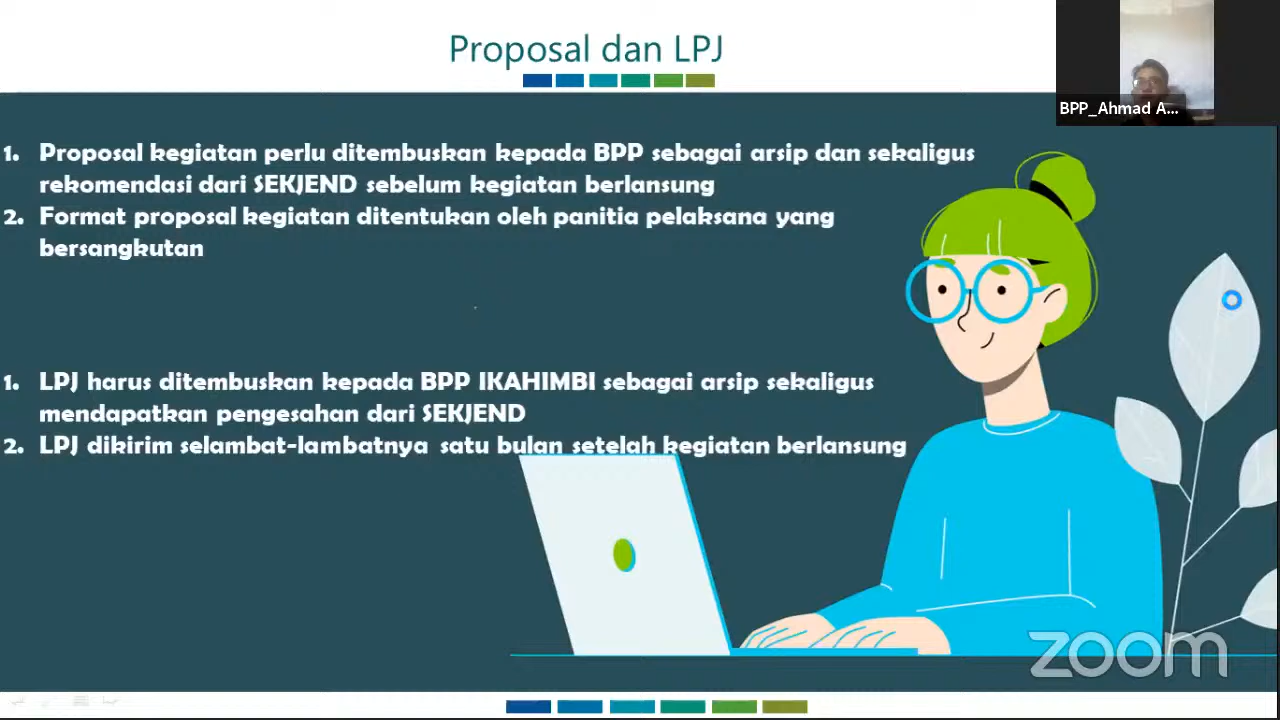 Proposal dan LPJ
BPP_Ahmad A...
1. Proposal kegiatan perlu ditembuskan kepada BPP sebagai arsip dan sekaligus
rekomendasi dari SEKJEND sebelum kegiatan berlansung
2. Format proposal kegiatan ditentukan oleh panitia pelaksana yang
bersangkutan
1. LPJ harus ditembuskan kepada BPP IKAHIMBI sebagai arsip sekaligus
mendapatkan pengesahan dari SEKJEND
2. LPJ dikirim selambat-lambatnya satu bulan setelah kegiatan berlansung
zoom